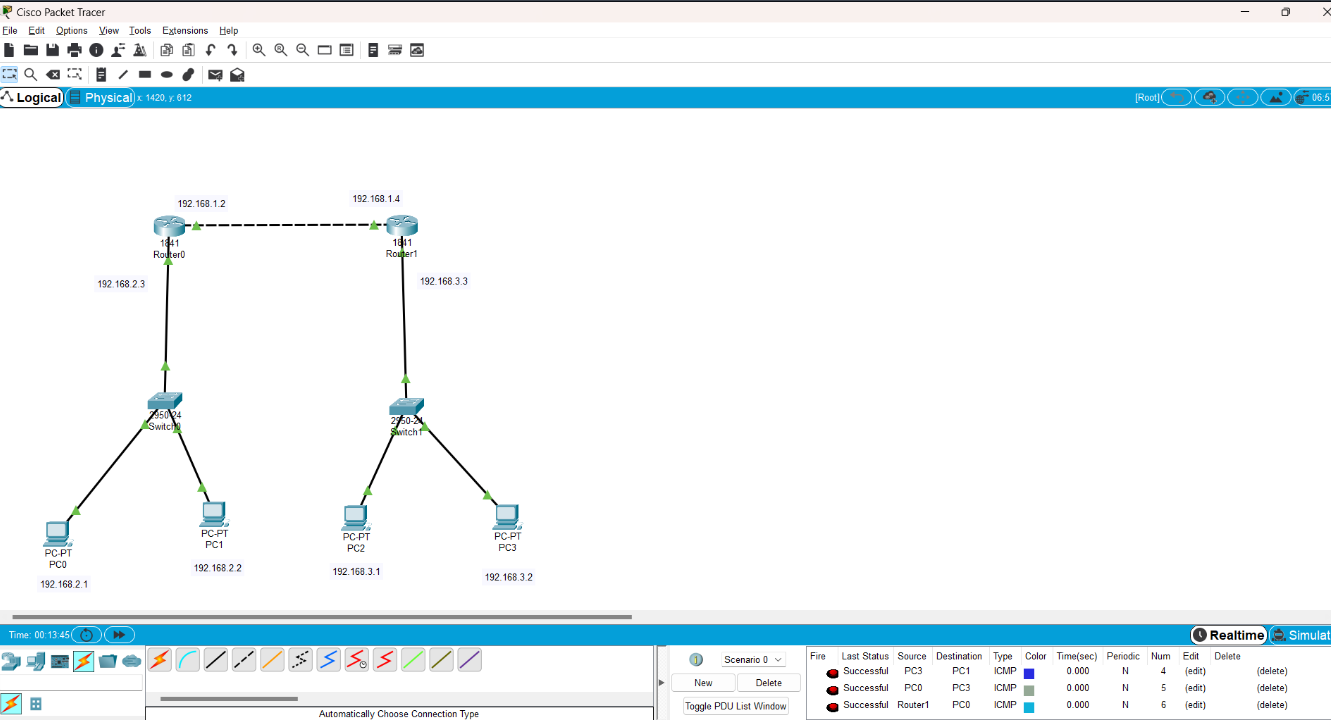 Cisco Packet Tracer
File Edit Options View Tools Extensions Help
Logical Physical x: 1420, y: 612 [Root] 06:5
192.168.1.2 192.168.1.4
1841
Router0
1841
Router1
192.168.2.3 192.168.3.3
2950-24
Switch0
2950-24
Switch1
PC-PT
PC0
192.168.2.1
PC-PT
PC1
192.168.2.2
PC-PT
PC2
192.168.3.1
PC-PT
PC3
192.168.3.2
Time: 00:13:45 Realtime Simulat
Scenario 0
New Delete
Toggle PDU List Window
Automatically Choose Connection Type
Fire Last Status Source Destination Type Color Time(sec) Periodic Num Edit Delete
Successful PC3 PC1 ICMP 0.000 N 4 (edit) (delete)
Successful PC0 PC3 ICMP 0.000 N 5 (edit) (delete)
Successful Router1 PC0 ICMP 0.000 N 6 (edit) (delete)